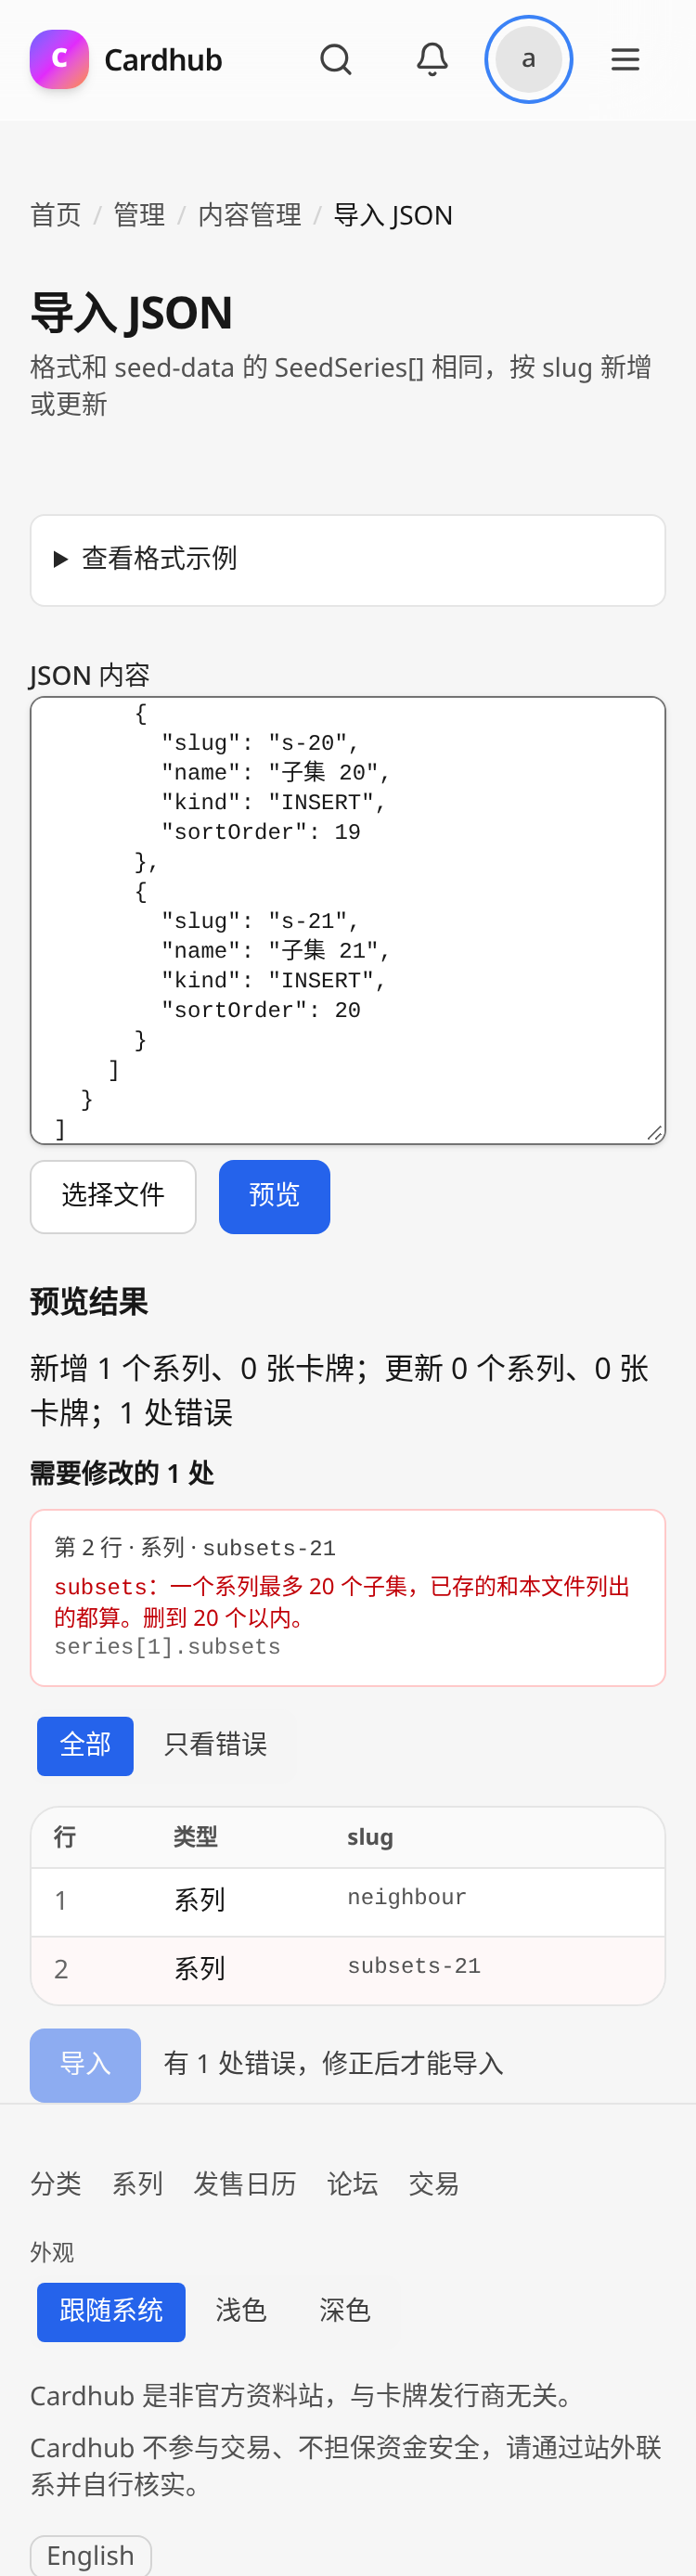 C Cardhub a
首页 / 管理 / 内容管理 / 导入 JSON
导入 JSON
格式和 seed-data 的 SeedSeries[] 相同，按 slug 新增
或更新
▶ 查看格式示例
JSON 内容
{
"slug": "s-20",
"name": "子集 20",
"kind": "INSERT",
"sortOrder": 19
},
{
"slug": "s-21",
"name": "子集 21",
"kind": "INSERT",
"sortOrder": 20
}
]
}
]
选择文件 预览
预览结果
新增 1 个系列、0 张卡牌；更新 0 个系列、0 张
卡牌；1 处错误
需要修改的 1 处
第 2 行 · 系列 · subsets-21
subsets：一个系列最多 20 个子集，已存的和本文件列出
的都算。删到 20 个以内。
series[1].subsets
全部 只看错误
行 类型 slug
1 系列 neighbour
2 系列 subsets-21
导入 有 1 处错误，修正后才能导入
分类 系列 发售日历 论坛 交易
外观
跟随系统 浅色 深色
Cardhub 是非官方资料站，与卡牌发行商无关。
Cardhub 不参与交易、不担保资金安全，请通过站外联
系并自行核实。
English